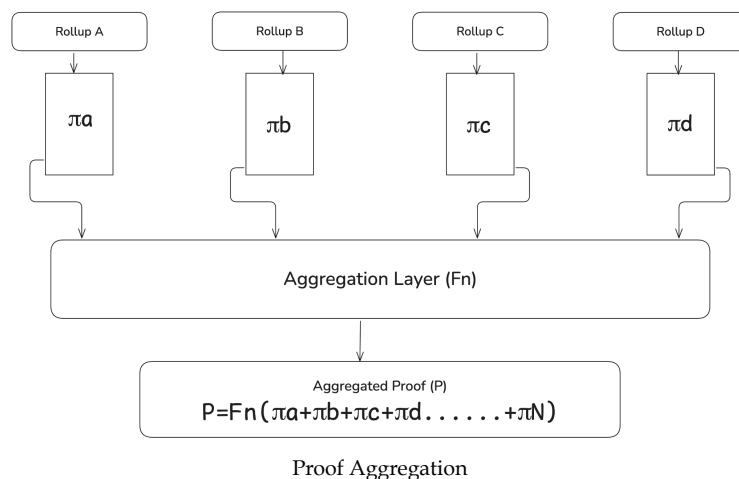 Rollup A
Rollup B
Rollup C
Rollup D
πa
πb
πc
πd
Aggregation Layer (Fn)
Aggregated Proof (P)
P=Fn(πa+πb+πc+πd......+πN)
Proof Aggregation